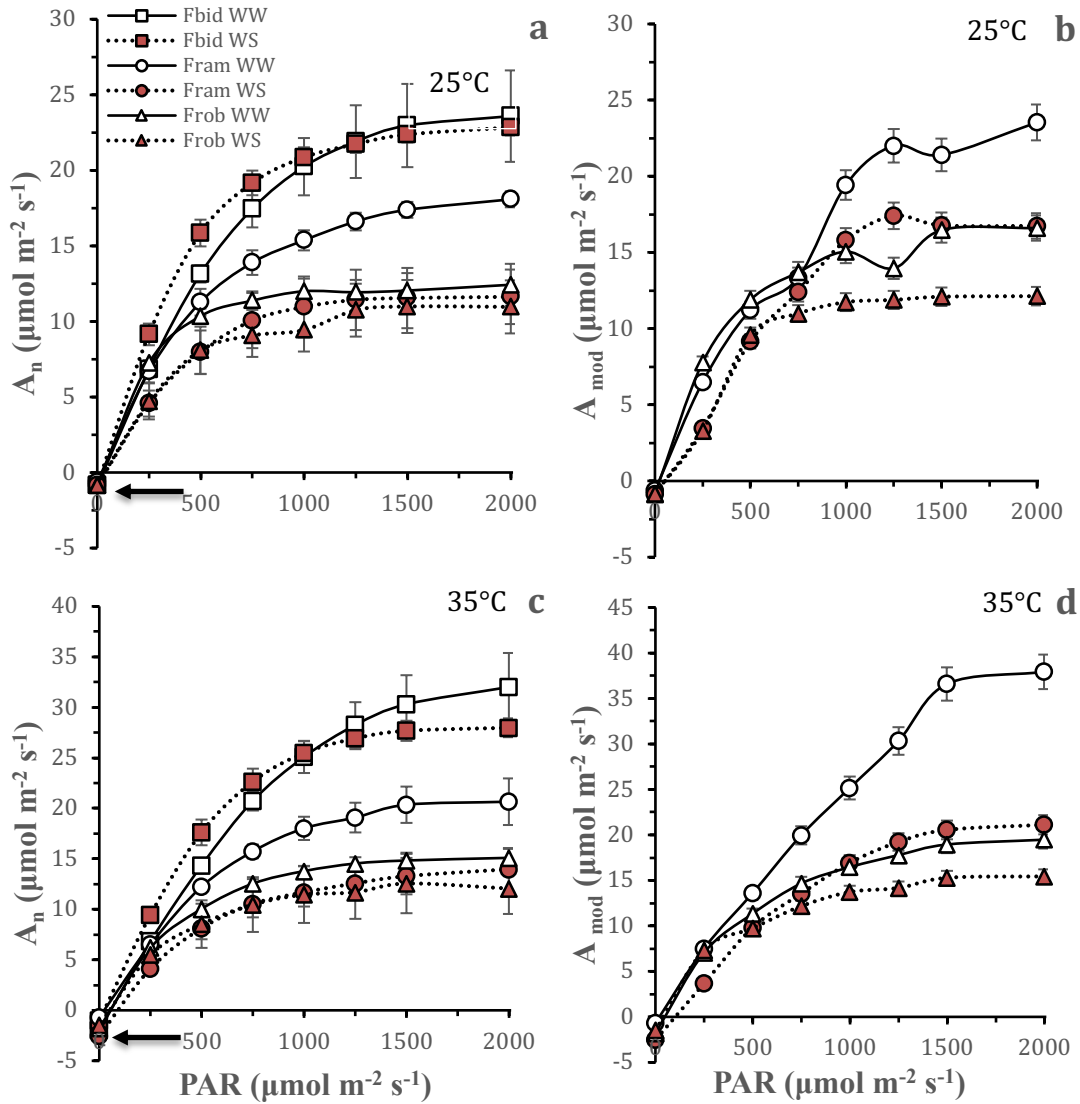 Fbid WW
Fbid WS
Fram WW
Fram WS
Frob WW
Frob WS
a
25°C
30
25
20
15
10
5
0
-5
0
500
1000
1500
2000
Aₙ (μmol m⁻² s⁻¹)
b
25°C
30
25
20
15
10
5
0
-5
0
500
1000
1500
2000
A mod (μmol m⁻² s⁻¹)
c
35°C
40
35
30
25
20
15
10
5
0
-5
0
500
1000
1500
2000
Aₙ (μmol m⁻² s⁻¹)
PAR (μmol m⁻² s⁻¹)
d
35°C
45
40
35
30
25
20
15
10
5
0
-5
0
500
1000
1500
2000
A mod (μmol m⁻² s⁻¹)
PAR (μmol m⁻² s⁻¹)